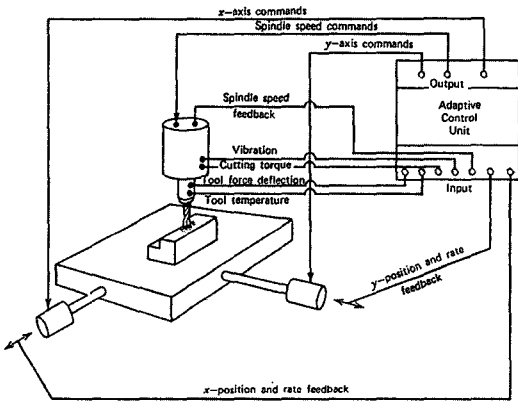 x-axis commands
Spindle speed commands
y-axis commands
Output
Adaptive
Control
Unit
Spindle speed
feedback
Vibration
Cutting torque
Tool force deflection
Input
Tool temperature
y-position and rate
feedback
x-position and rate feedback